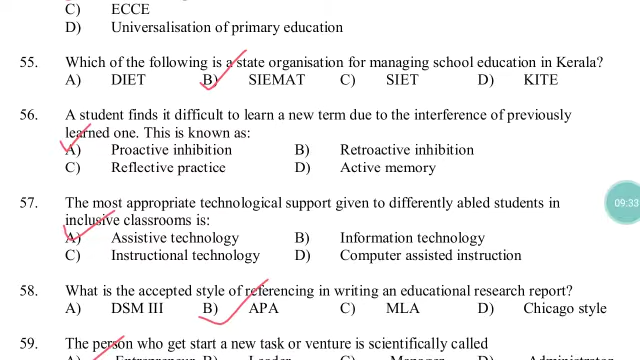 C) ECCE
D) Universalisation of primary education
55. Which of the following is a state organisation for managing school education in Kerala?
A) DIET B) SIEMAT C) SIET D) KITE
56. A student finds it difficult to learn a new term due to the interference of previously
learned one. This is known as:
A) Proactive inhibition B) Retroactive inhibition
C) Reflective practice D) Active memory
57. The most appropriate technological support given to differently abled students in
inclusive classrooms is:
A) Assistive technology B) Information technology
C) Instructional technology D) Computer assisted instruction
09:33
58. What is the accepted style of referencing in writing an educational research report?
A) DSM III B) APA C) MLA D) Chicago style
59. The person who get start a new task or venture is scientifically called
A) Entrepreneur B) Leader C) Manager D) Administrator